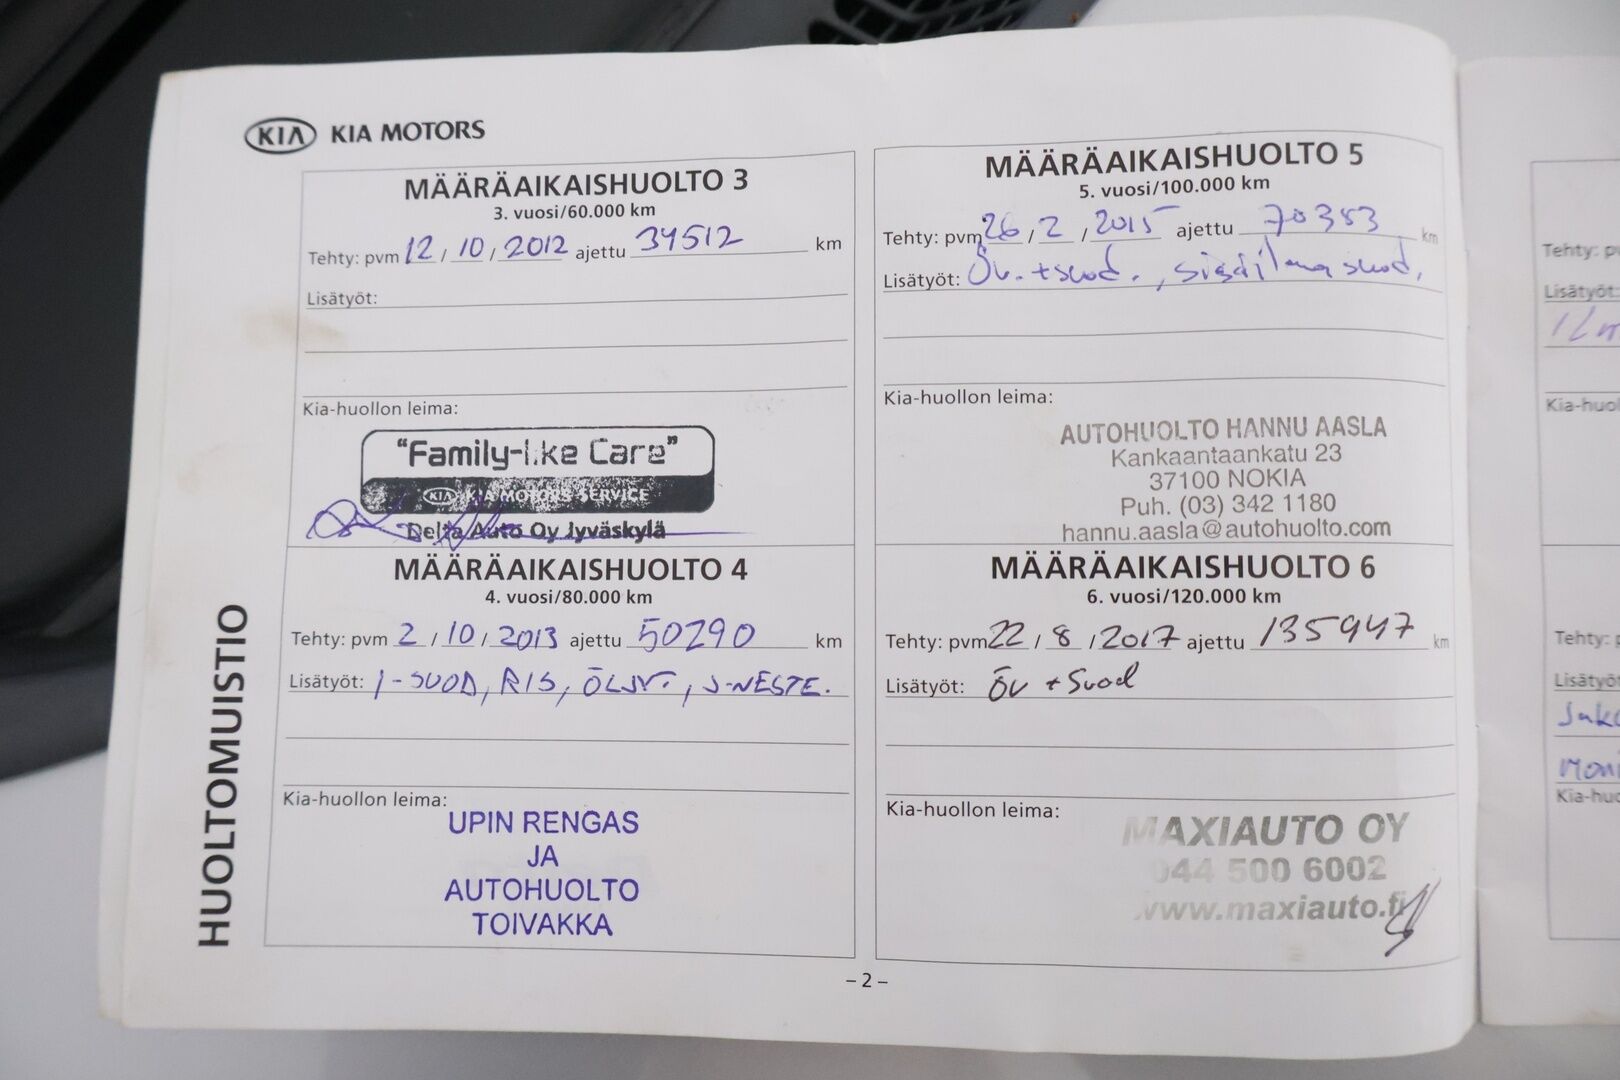 KIA KIA MOTORS
HUOLTOMUISTIO
MÄÄRÄAIKAISHUOLTO 3
3. vuosi/60.000 km
Tehty: pvm 12 / 10 / 2012 ajettu 34512 km
Lisätyöt:
Kia-huollon leima:
"Family-like Care"
KIA KIA MOTORS SERVICE
Delta Auto Oy Jyväskylä
MÄÄRÄAIKAISHUOLTO 4
4. vuosi/80.000 km
Tehty: pvm 2 / 10 / 2013 ajettu 50290 km
Lisätyöt: I-SUOD, RIS, ÖLJYT, J-NESTE.
Kia-huollon leima:
UPIN RENGAS
JA
AUTOHUOLTO
TOIVAKKA
MÄÄRÄAIKAISHUOLTO 5
5. vuosi/100.000 km
Tehty: pvm 26 / 2 / 2015 ajettu 70383 km
Lisätyöt: Öv. + suod. , sisäilmasuod.
Kia-huollon leima:
AUTOHUOLTO HANNU AASLA
Kankaantaankatu 23
37100 NOKIA
Puh. (03) 342 1180
hannu.aasla@autohuolto.com
MÄÄRÄAIKAISHUOLTO 6
6. vuosi/120.000 km
Tehty: pvm 22 / 8 / 2017 ajettu 135947 km
Lisätyöt: Öv + Suod
Kia-huollon leima:
MAXIAUTO OY
044 500 6002
www.maxiauto.fi
– 2 –
Tehty:
Lisätyöt:
Tehty: